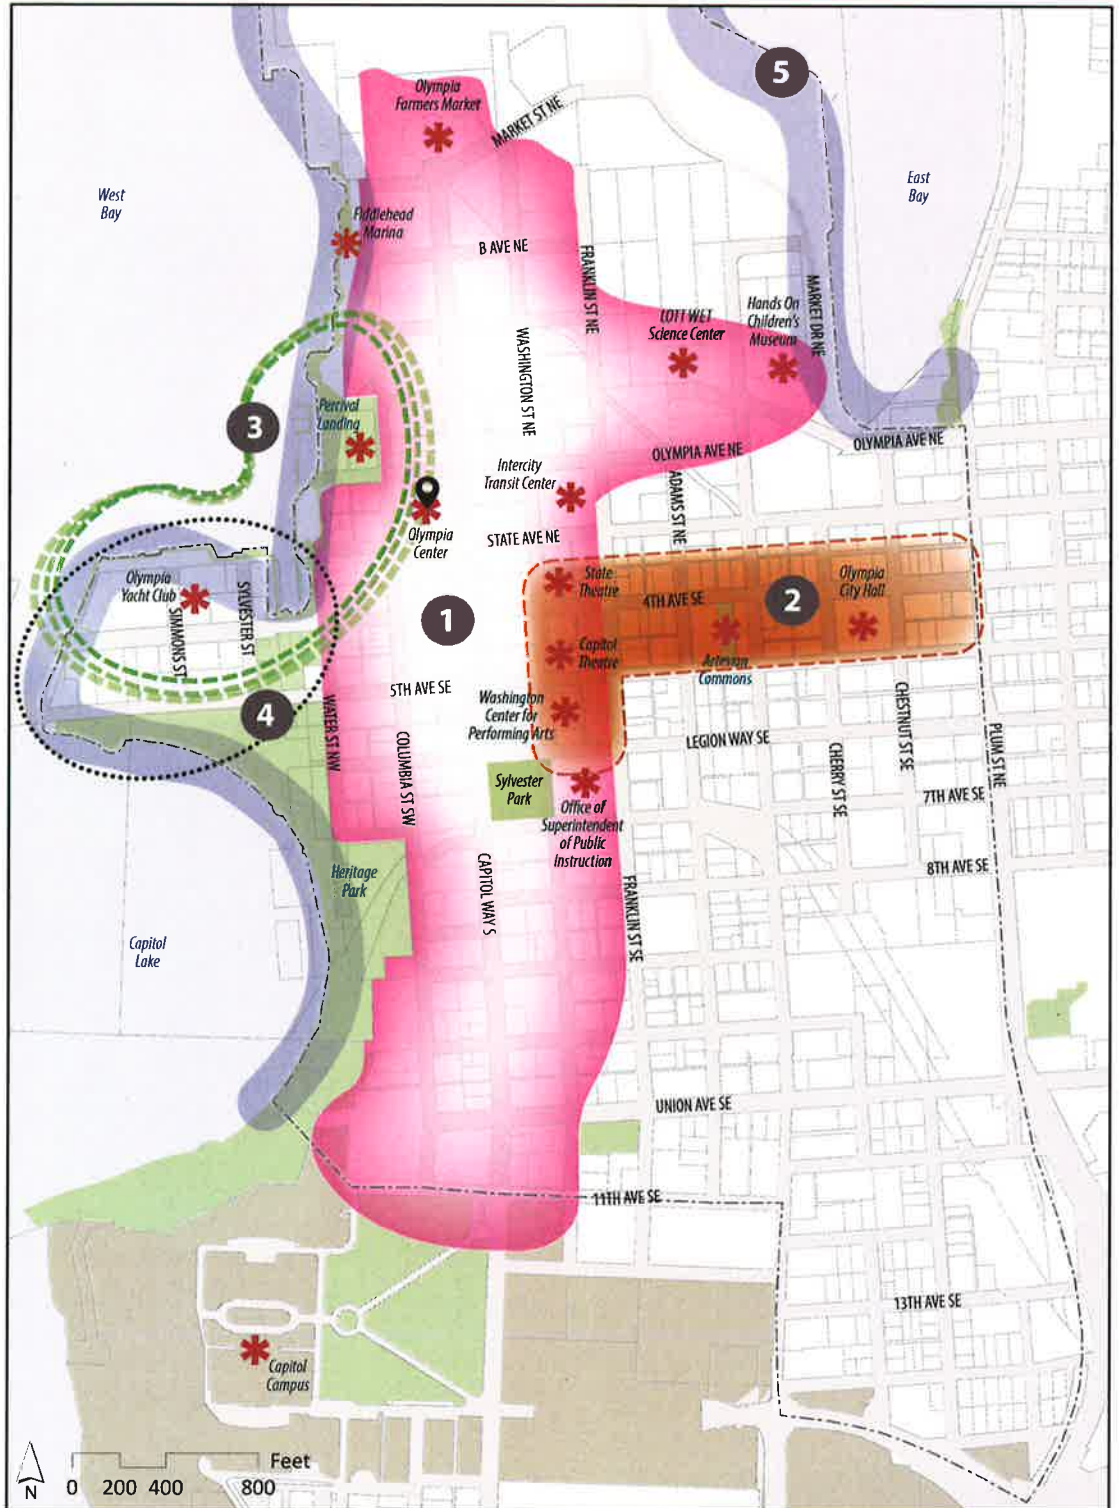 Olympia
Farmers Market
MARKET ST NE
5
West
Bay
East
Bay
Fiddlehead
Marina
B AVE NE
FRANKLIN ST NE
MARKET DR NE
Hands On
Children's
Museum
LOTT WET
Science Center
WASHINGTON ST NE
3
Percival
Landing
OLYMPIA AVE NE
OLYMPIA AVE NE
Intercity
Transit Center
ADAMS ST NE
Olympia
Center
STATE AVE NE
Olympia
Yacht Club
SIMMONS ST
SYLVESTER ST
State
Theatre
4TH AVE SE
2
Olympia
City Hall
1
Capitol
Theatre
Artesian
Commons
5TH AVE SE
Washington
Center for
Performing Arts
4
WATER ST NW
COLUMBIA ST SW
LEGION WAY SE
CHERRY ST SE
CHESTNUT ST SE
PLUM ST NE
Sylvester
Park
7TH AVE SE
Office of
Superintendent
of Public
Instruction
8TH AVE SE
Heritage
Park
CAPITOL WAY S
FRANKLIN ST SE
Capitol
Lake
UNION AVE SE
11TH AVE SE
13TH AVE SE
Capitol
Campus
N
0 200 400 800
Feet